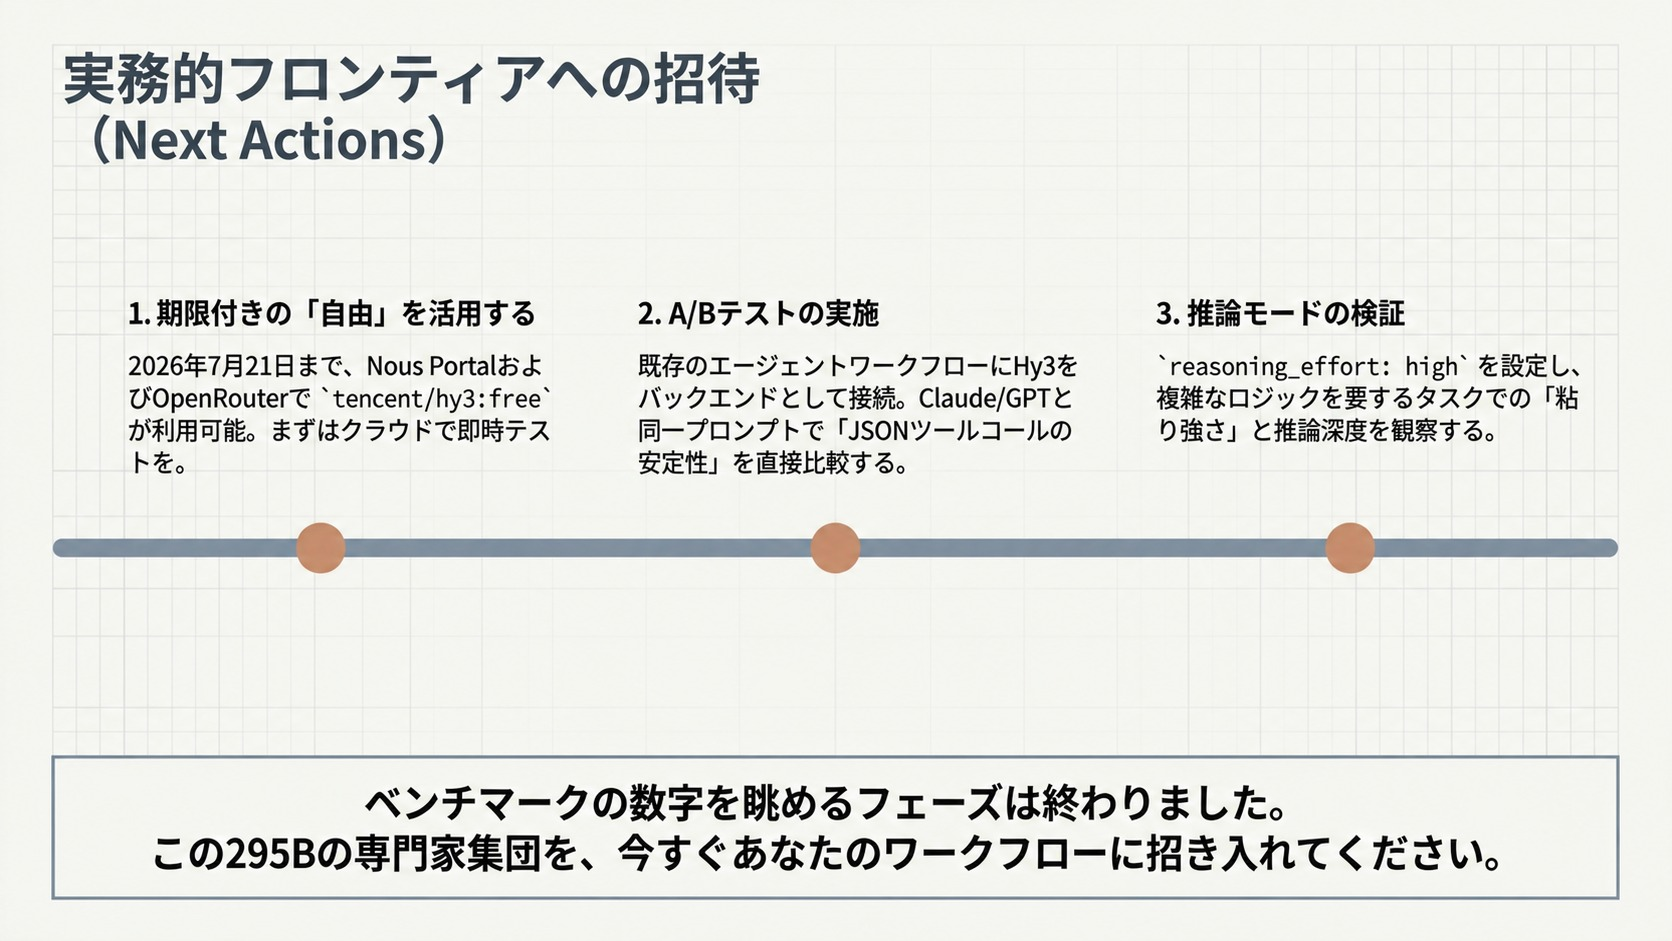 実務的フロンティアへの招待
（Next Actions）
1. 期限付きの「自由」を活用する
2026年7月21日まで、Nous Portalおよ
びOpenRouterで `tencent/hy3:free`
が利用可能。まずはクラウドで即時テス
トを。
2. A/Bテストの実施
既存のエージェントワークフローにHy3を
バックエンドとして接続。Claude/GPTと
同一プロンプトで「JSONツールコールの
安定性」を直接比較する。
3. 推論モードの検証
`reasoning_effort: high` を設定し、
複雑なロジックを要するタスクでの「粘
り強さ」と推論深度を観察する。
ベンチマークの数字を眺めるフェーズは終わりました。
この295Bの専門家集団を、今すぐあなたのワークフローに招き入れてください。